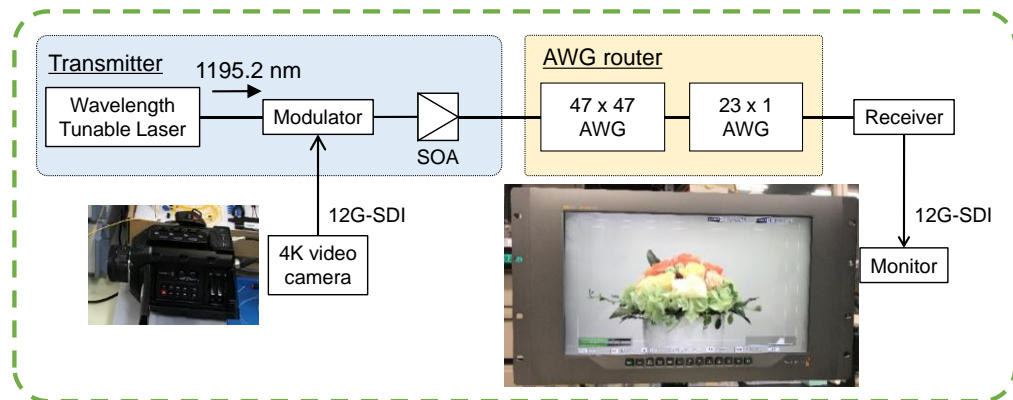 Transmitter
1195.2 nm
Wavelength
Tunable Laser
Modulator
SOA
AWG router
47 x 47
AWG
23 x 1
AWG
Receiver
12G-SDI
4K video
camera
12G-SDI
Monitor